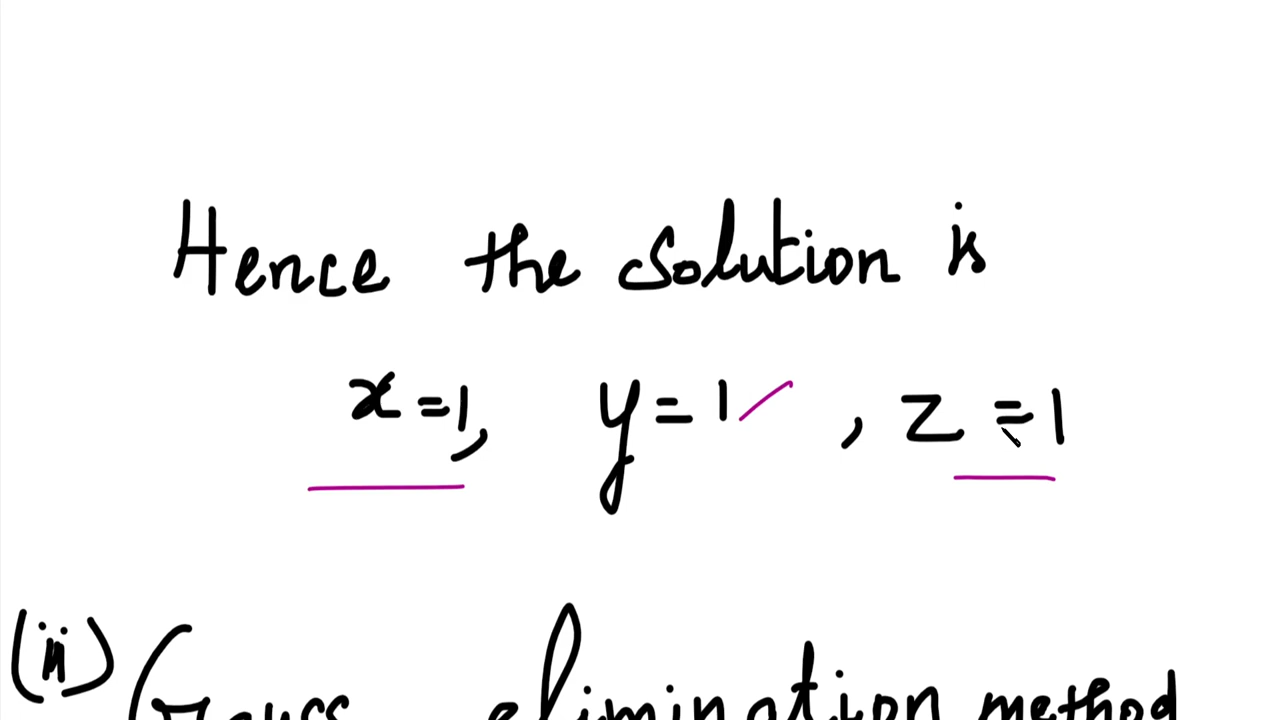 Hence the solution is
x=1, y=1 , z=1
(ii) Gauss elimination method